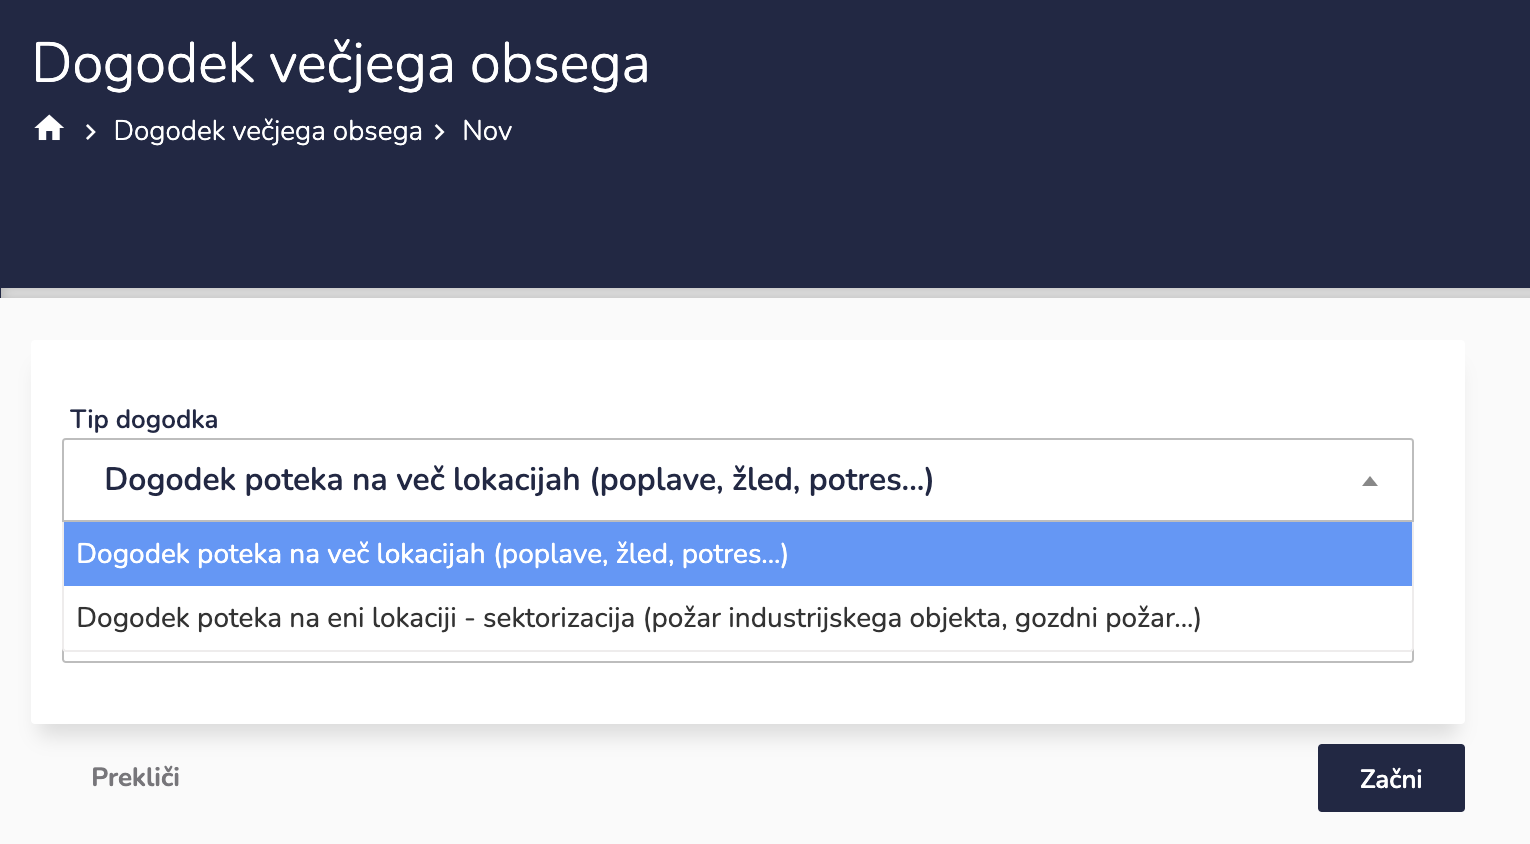 Dogodek večjega obsega
Dogodek večjega obsega > Nov
Tip dogodka
Dogodek poteka na več lokacijah (poplave, žled, potres...)
Dogodek poteka na več lokacijah (poplave, žled, potres...)
Dogodek poteka na eni lokaciji - sektorizacija (požar industrijskega objekta, gozdni požar...)
Prekliči
Začni